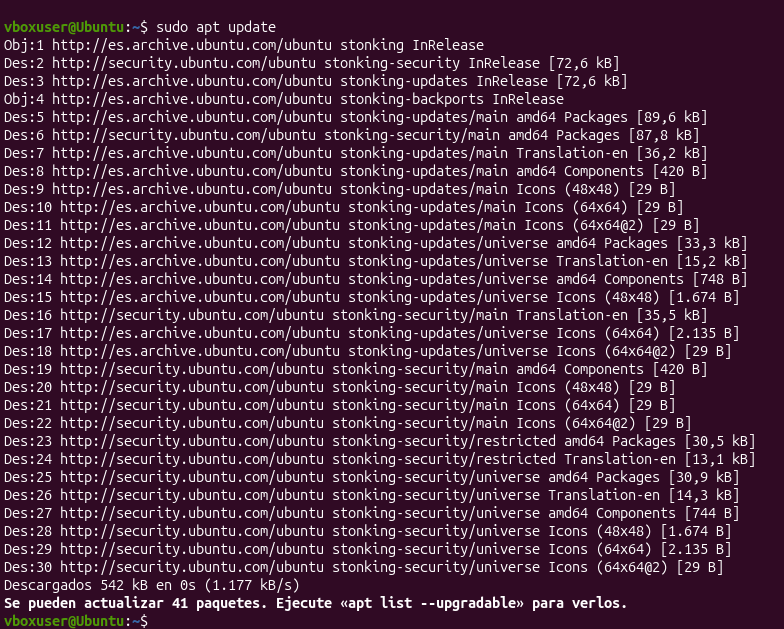 vboxuser@Ubuntu:~$ sudo apt update
Obj:1 http://es.archive.ubuntu.com/ubuntu stonking InRelease
Des:2 http://security.ubuntu.com/ubuntu stonking-security InRelease [72,6 kB]
Des:3 http://es.archive.ubuntu.com/ubuntu stonking-updates InRelease [72,6 kB]
Obj:4 http://es.archive.ubuntu.com/ubuntu stonking-backports InRelease
Des:5 http://es.archive.ubuntu.com/ubuntu stonking-updates/main amd64 Packages [89,6 kB]
Des:6 http://security.ubuntu.com/ubuntu stonking-security/main amd64 Packages [87,8 kB]
Des:7 http://es.archive.ubuntu.com/ubuntu stonking-updates/main Translation-en [36,2 kB]
Des:8 http://es.archive.ubuntu.com/ubuntu stonking-updates/main amd64 Components [420 B]
Des:9 http://es.archive.ubuntu.com/ubuntu stonking-updates/main Icons (48x48) [29 B]
Des:10 http://es.archive.ubuntu.com/ubuntu stonking-updates/main Icons (64x64) [29 B]
Des:11 http://es.archive.ubuntu.com/ubuntu stonking-updates/main Icons (64x64@2) [29 B]
Des:12 http://es.archive.ubuntu.com/ubuntu stonking-updates/universe amd64 Packages [33,3 kB]
Des:13 http://es.archive.ubuntu.com/ubuntu stonking-updates/universe Translation-en [15,2 kB]
Des:14 http://es.archive.ubuntu.com/ubuntu stonking-updates/universe amd64 Components [748 B]
Des:15 http://es.archive.ubuntu.com/ubuntu stonking-updates/universe Icons (48x48) [1.674 B]
Des:16 http://security.ubuntu.com/ubuntu stonking-security/main Translation-en [35,5 kB]
Des:17 http://es.archive.ubuntu.com/ubuntu stonking-updates/universe Icons (64x64) [2.135 B]
Des:18 http://es.archive.ubuntu.com/ubuntu stonking-updates/universe Icons (64x64@2) [29 B]
Des:19 http://security.ubuntu.com/ubuntu stonking-security/main amd64 Components [420 B]
Des:20 http://security.ubuntu.com/ubuntu stonking-security/main Icons (48x48) [29 B]
Des:21 http://security.ubuntu.com/ubuntu stonking-security/main Icons (64x64) [29 B]
Des:22 http://security.ubuntu.com/ubuntu stonking-security/main Icons (64x64@2) [29 B]
Des:23 http://security.ubuntu.com/ubuntu stonking-security/restricted amd64 Packages [30,5 kB]
Des:24 http://security.ubuntu.com/ubuntu stonking-security/restricted Translation-en [13,1 kB]
Des:25 http://security.ubuntu.com/ubuntu stonking-security/universe amd64 Packages [30,9 kB]
Des:26 http://security.ubuntu.com/ubuntu stonking-security/universe Translation-en [14,3 kB]
Des:27 http://security.ubuntu.com/ubuntu stonking-security/universe amd64 Components [744 B]
Des:28 http://security.ubuntu.com/ubuntu stonking-security/universe Icons (48x48) [1.674 B]
Des:29 http://security.ubuntu.com/ubuntu stonking-security/universe Icons (64x64) [2.135 B]
Des:30 http://security.ubuntu.com/ubuntu stonking-security/universe Icons (64x64@2) [29 B]
Descargados 542 kB en 0s (1.177 kB/s)
Se pueden actualizar 41 paquetes. Ejecute «apt list --upgradable» para verlos.
vboxuser@Ubuntu:~$